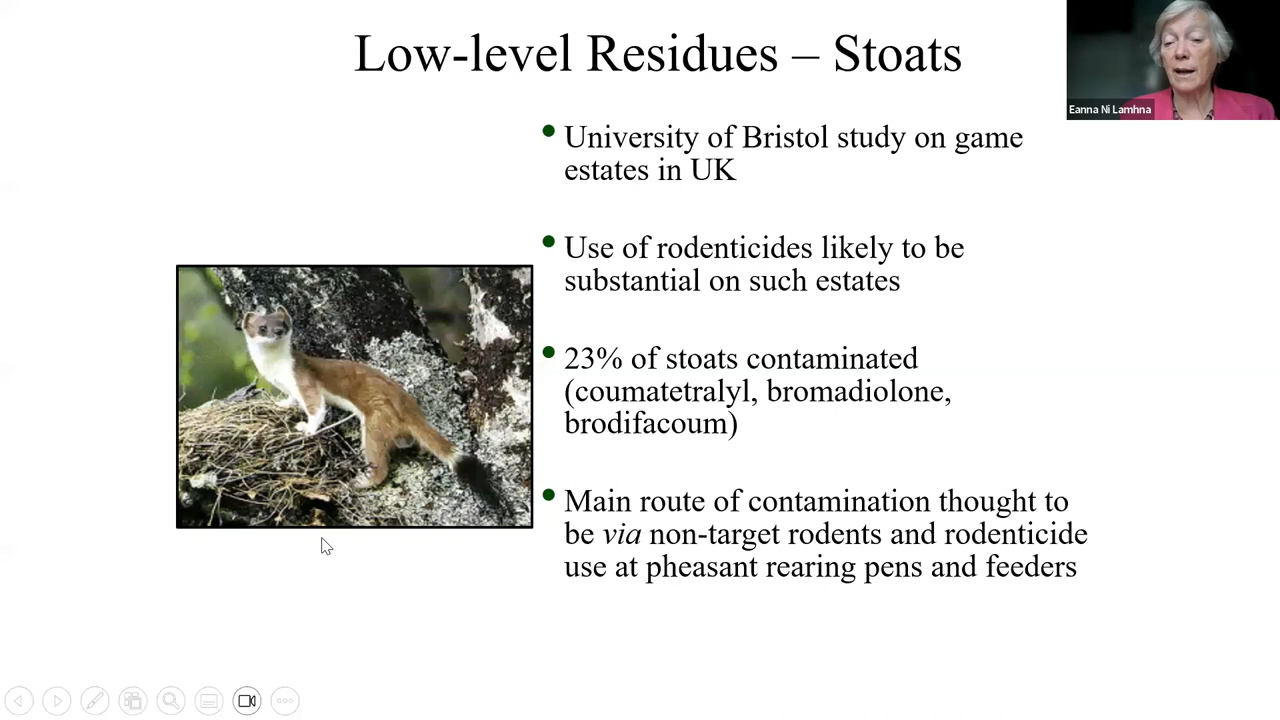 Low-level Residues – Stoats
Eanna Ni Lamhna
• University of Bristol study on game
estates in UK
• Use of rodenticides likely to be
substantial on such estates
• 23% of stoats contaminated
(coumatetralyl, bromadiolone,
brodifacoum)
• Main route of contamination thought to
be via non-target rodents and rodenticide
use at pheasant rearing pens and feeders